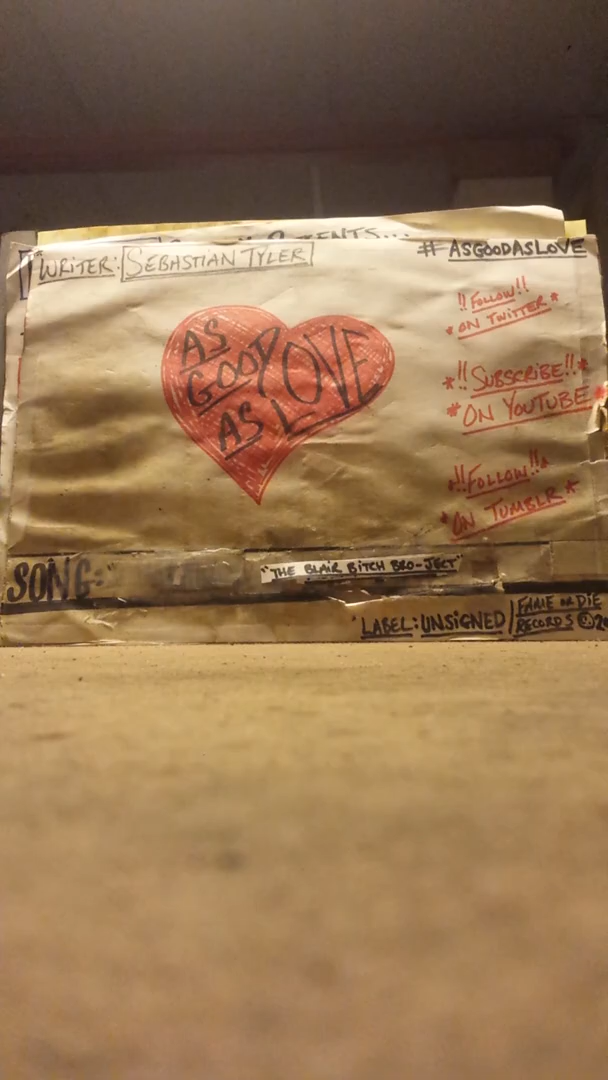 #ASGOODASLOVE
WRITER: SEBASTIAN TYLER
!!FOLLOW!!
*ON TWITTER*
AS
GOOD
AS LOVE
*!!SUBSCRIBE!!*
*ON YOUTUBE*
*!!FOLLOW!!*
*ON TUMBLR*
SONG:
"THE BLAIR BITCH BRO-JECT"
LABEL: UNSIGNED / FAME OR DIE
RECORDS ©